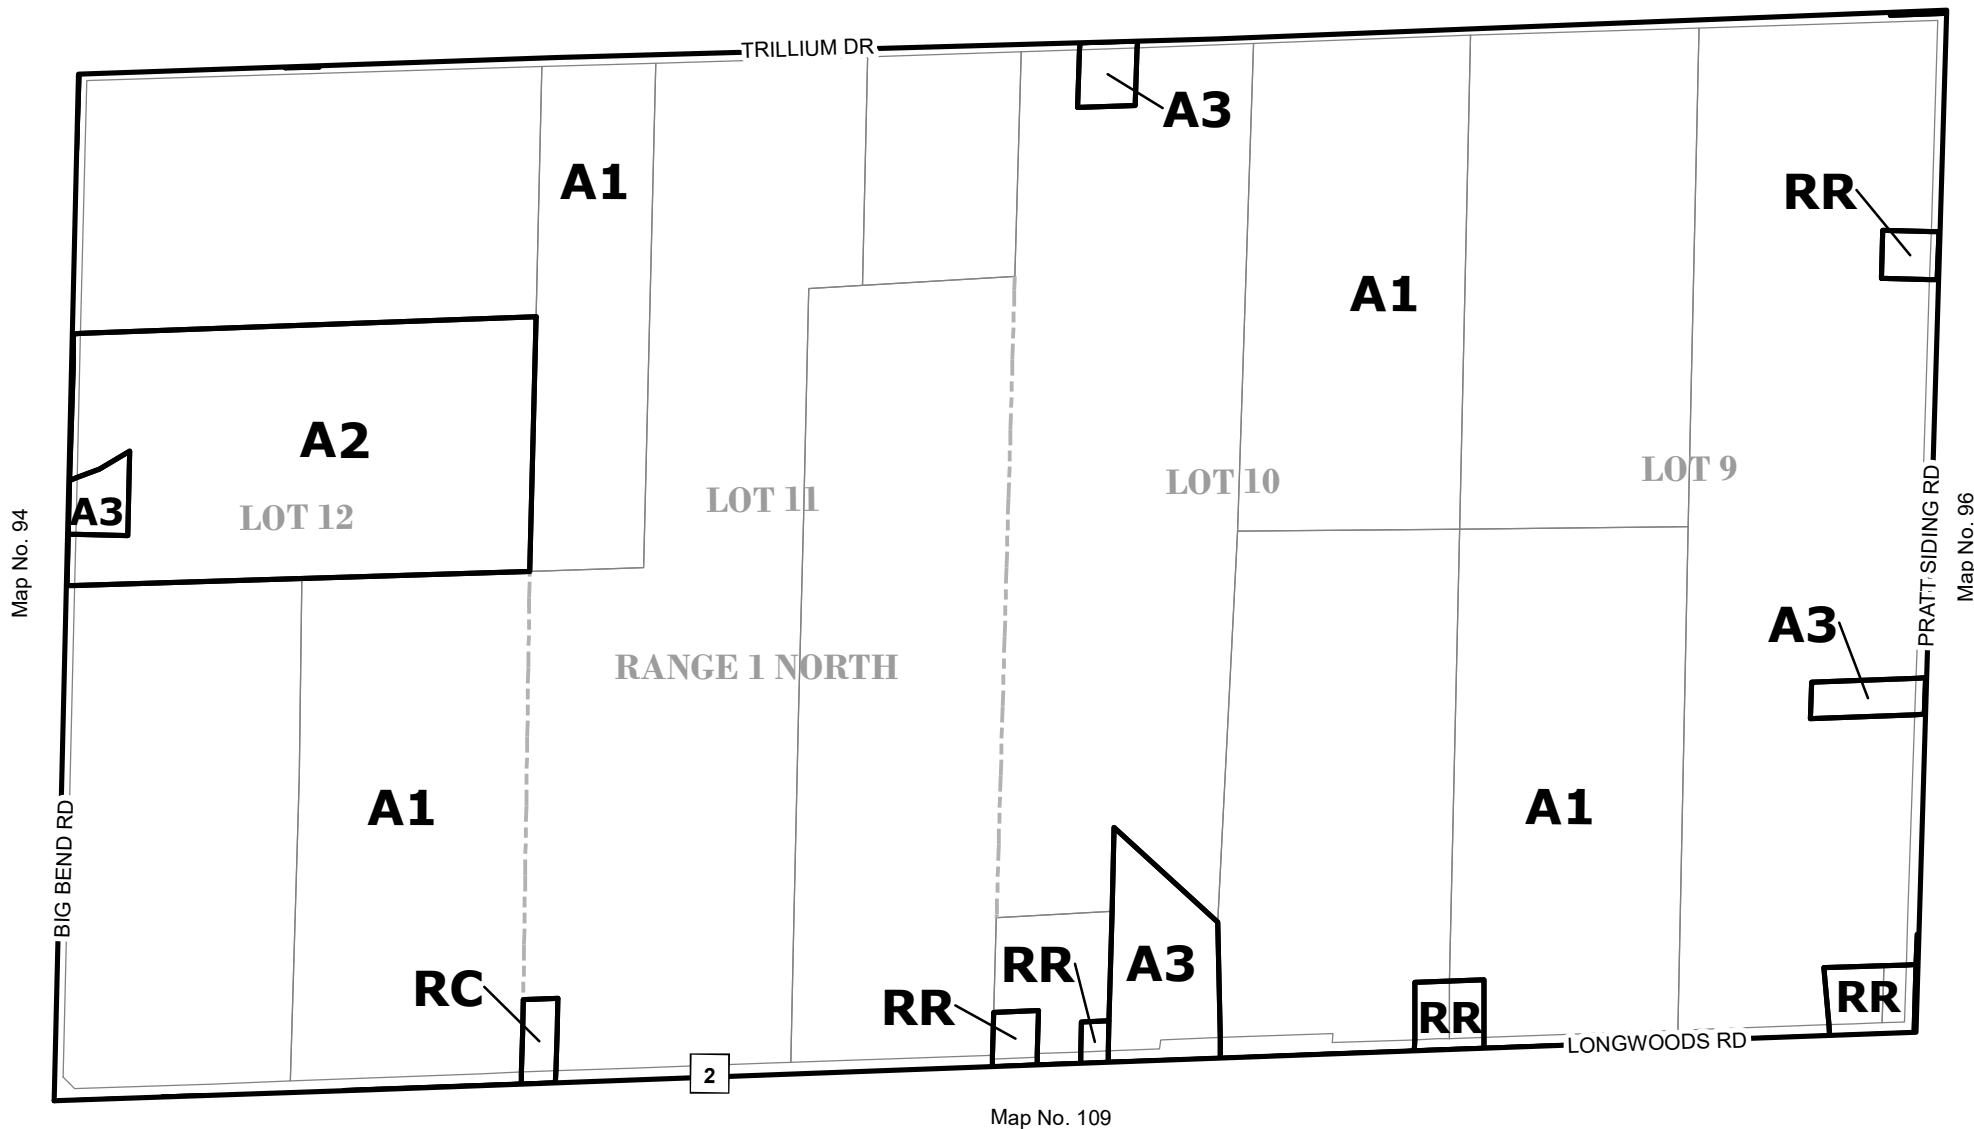 TRILLIUM DR
A3
A1
RR
A1
A2
LOT 9
LOT 10
LOT 11
A3
LOT 12
Map No. 94
PRATT SIDING RD
Map No. 96
A3
RANGE 1 NORTH
A1
A1
BIG BEND RD
RR
A3
RC
RR
RR
RR
LONGWOODS RD
2
Map No. 109